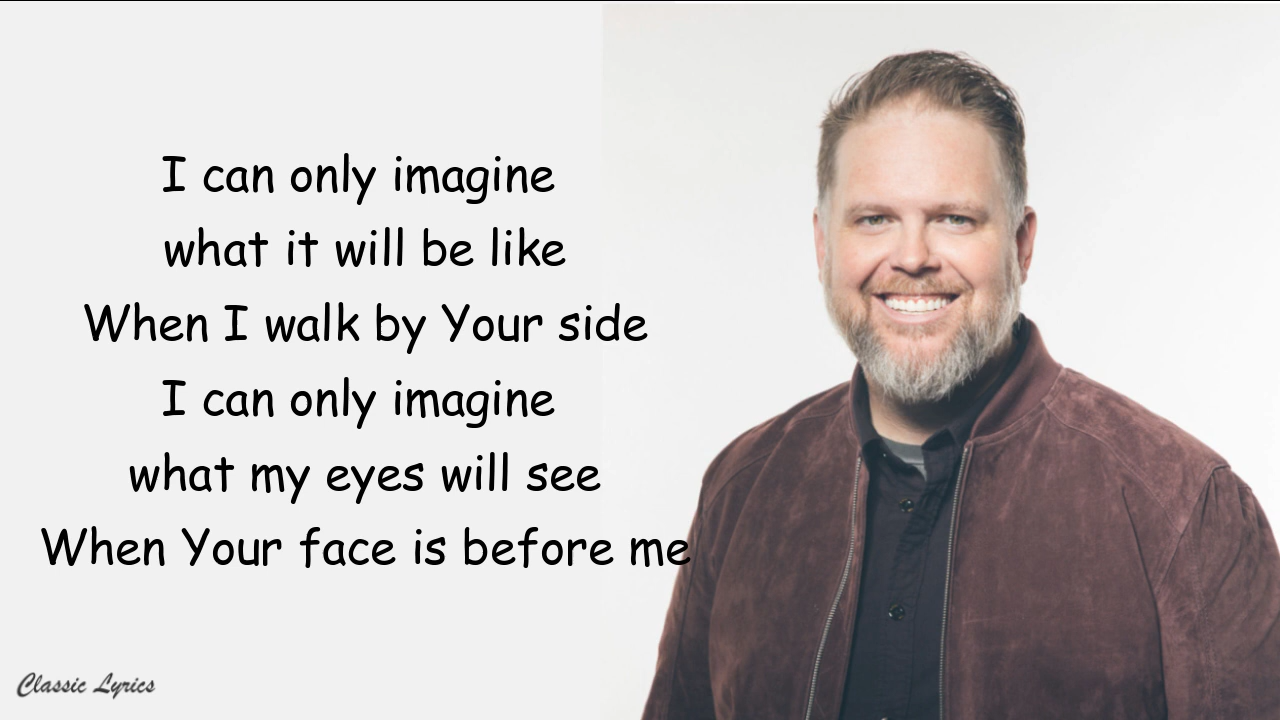 I can only imagine
what it will be like
When I walk by Your side
I can only imagine
what my eyes will see
When Your face is before me
Classic Lyrics